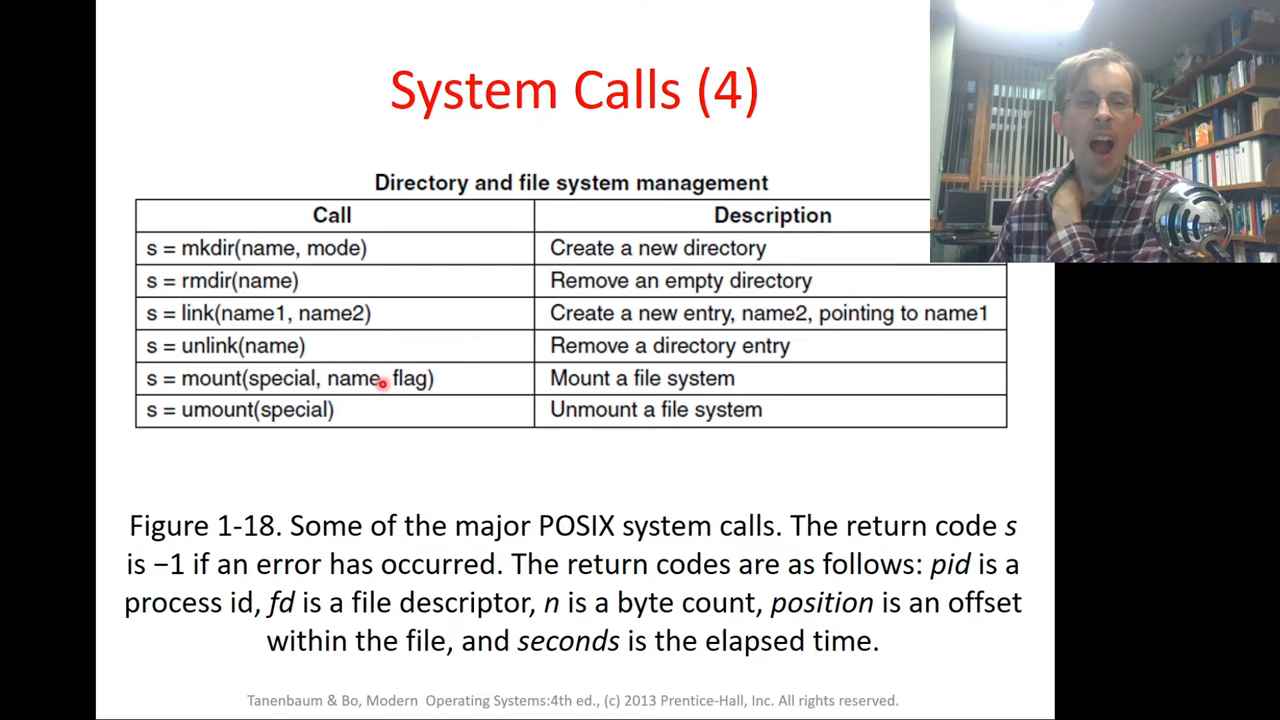 System Calls (4)
Directory and file system management
Call Description
s = mkdir(name, mode) Create a new directory
s = rmdir(name) Remove an empty directory
s = link(name1, name2) Create a new entry, name2, pointing to name1
s = unlink(name) Remove a directory entry
s = mount(special, name, flag) Mount a file system
s = umount(special) Unmount a file system
Figure 1-18. Some of the major POSIX system calls. The return code s
is −1 if an error has occurred. The return codes are as follows: pid is a
process id, fd is a file descriptor, n is a byte count, position is an offset
within the file, and seconds is the elapsed time.
Tanenbaum & Bo, Modern Operating Systems:4th ed., (c) 2013 Prentice-Hall, Inc. All rights reserved.